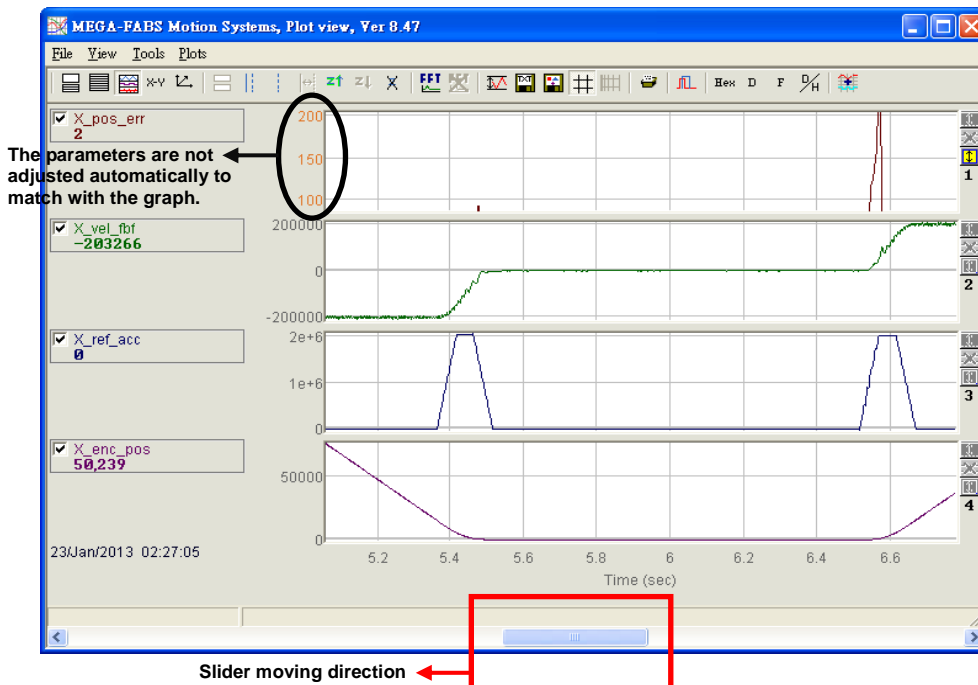 MEGA-FABS Motion Systems, Plot view, Ver 8.47
File View Tools Plots
X-Y Z↑ Z↓ X FFT TXT Hex D F D/H
X_pos_err
2
200
150
100
1
The parameters are not
adjusted automatically to
match with the graph.
X_vel_fbf
-203266
200000
0
-200000
2
X_ref_acc
0
2e+6
1e+6
0
3
X_enc_pos
50,239
50000
0
4
23/Jan/2013 02:27:05
5.2 5.4 5.6 5.8 6 6.2 6.4 6.6
Time (sec)
Slider moving direction